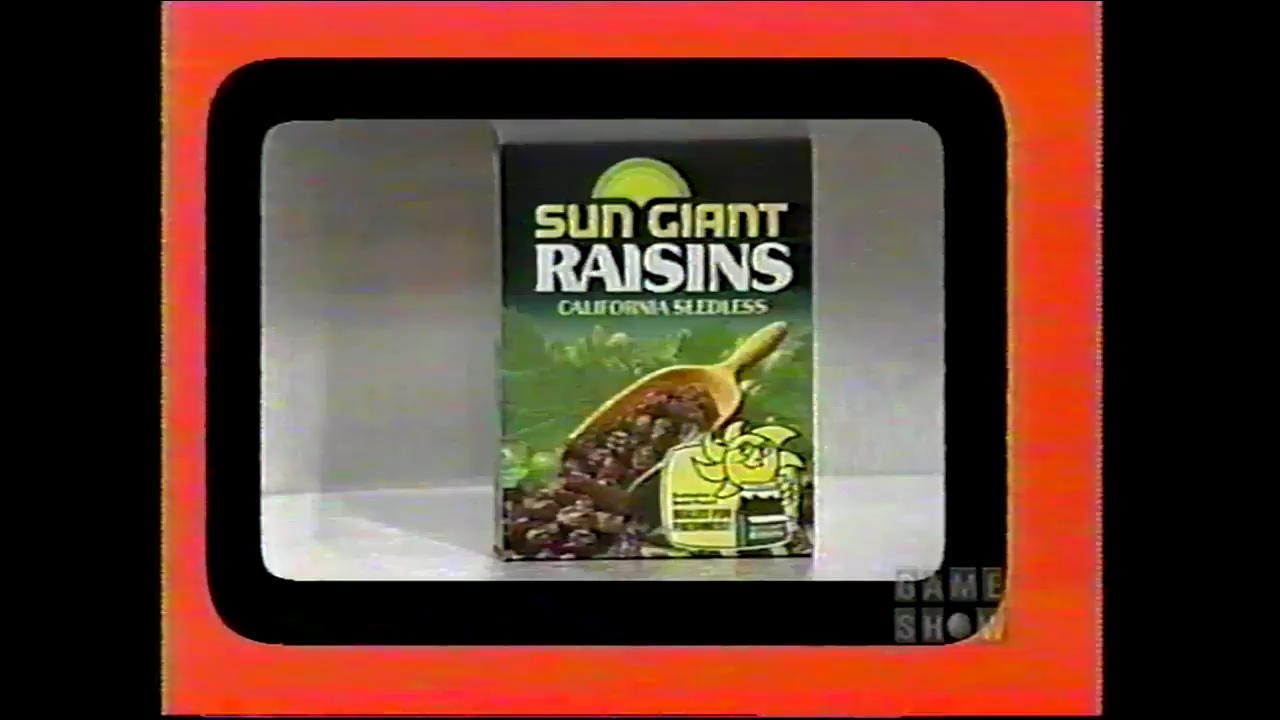 SUN GIANT
RAISINS
CALIFORNIA SEEDLESS
GAME
SHOW